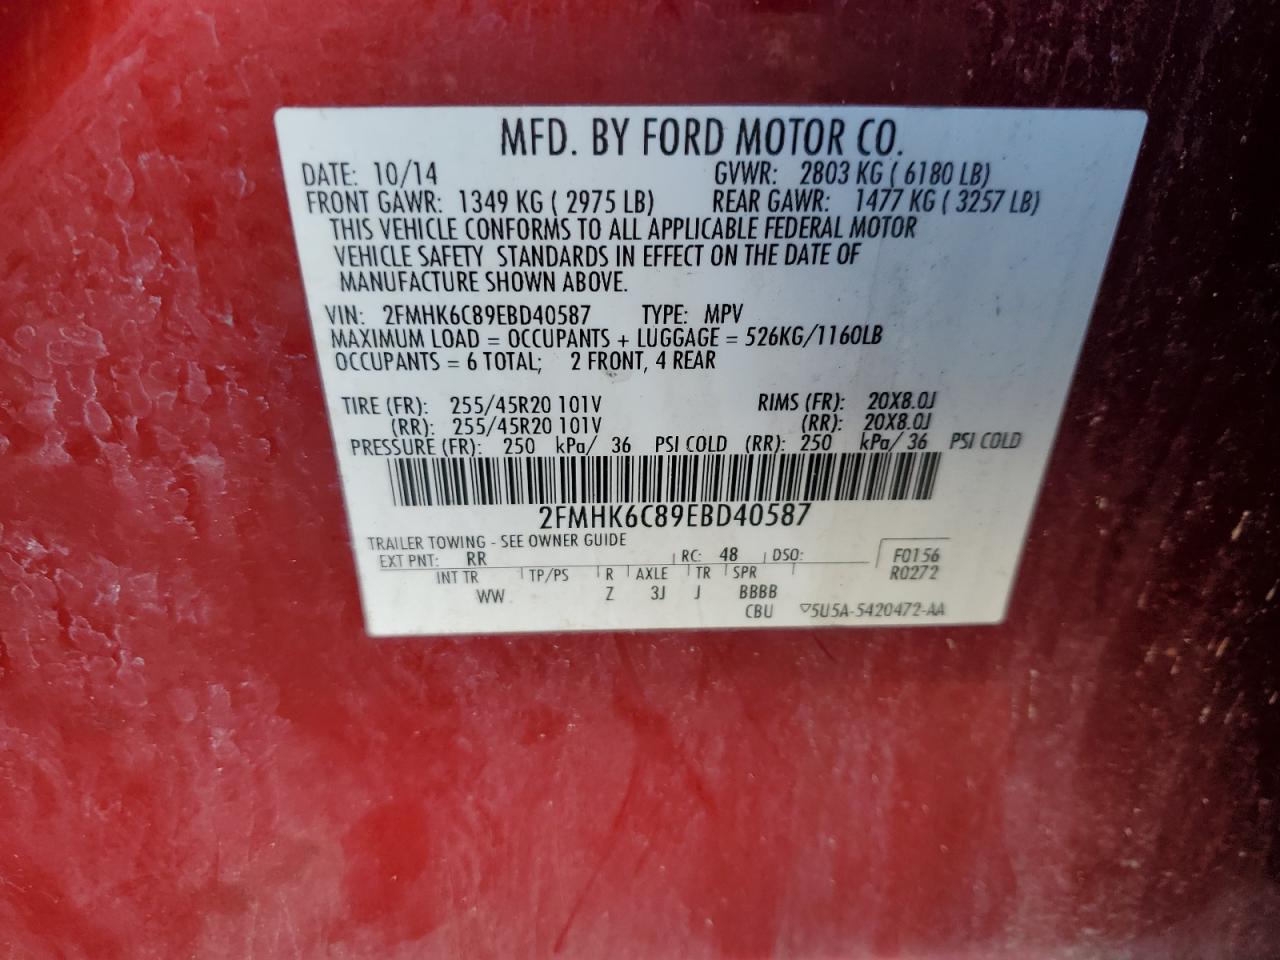 MFD. BY FORD MOTOR CO.
DATE: 10/14 GVWR: 2803 KG ( 6180 LB)
FRONT GAWR: 1349 KG ( 2975 LB) REAR GAWR: 1477 KG ( 3257 LB)
THIS VEHICLE CONFORMS TO ALL APPLICABLE FEDERAL MOTOR
VEHICLE SAFETY STANDARDS IN EFFECT ON THE DATE OF
MANUFACTURE SHOWN ABOVE.
VIN: 2FMHK6C89EBD40587 TYPE: MPV
MAXIMUM LOAD = OCCUPANTS + LUGGAGE = 526KG/1160LB
OCCUPANTS = 6 TOTAL; 2 FRONT, 4 REAR
TIRE (FR): 255/45R20 101V RIMS (FR): 20X8.0J
(RR): 255/45R20 101V (RR): 20X8.0J
PRESSURE (FR): 250 kPa/ 36 PSI COLD (RR): 250 kPa/ 36 PSI COLD
2FMHK6C89EBD40587
TRAILER TOWING - SEE OWNER GUIDE
EXT PNT: RR RC: 48 DSO: F0156
R0272
INT TR TP/PS R AXLE TR SPR
WW Z 3J J BBBB
CBU 5U5A-5420472-AA